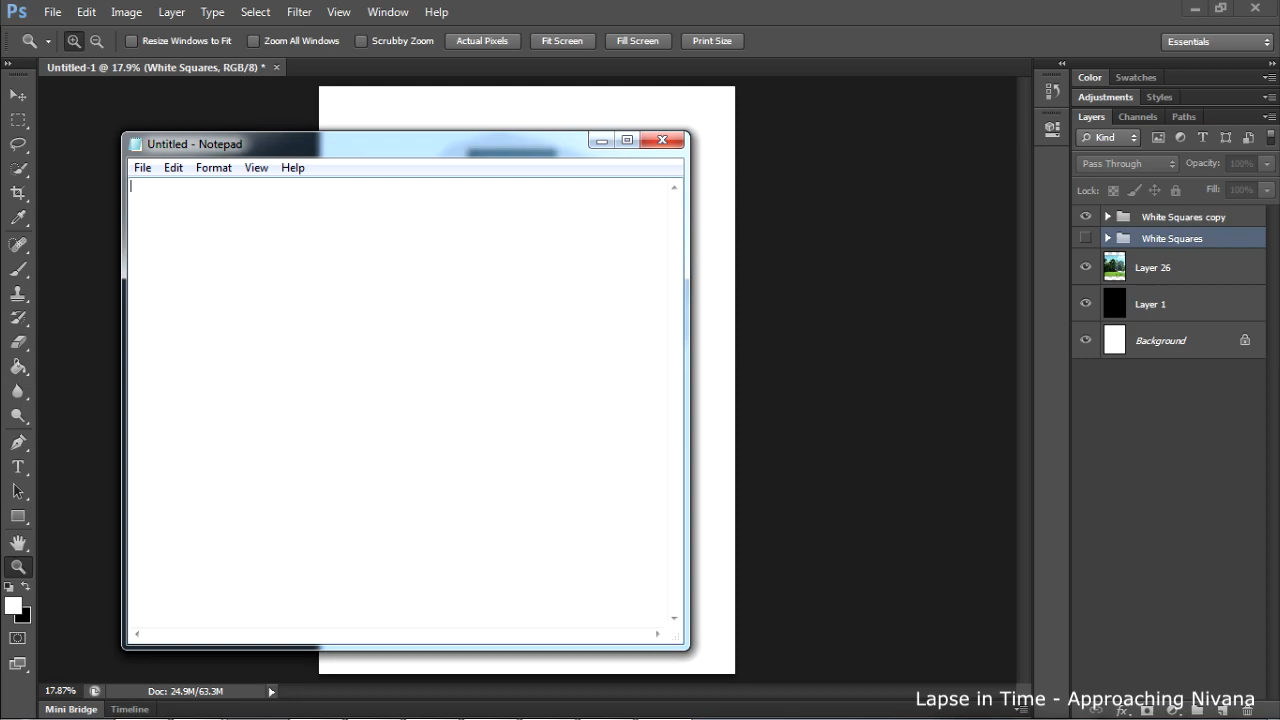 Ps File Edit Image Layer Type Select Filter View Window Help
Resize Windows to Fit Zoom All Windows Scrubby Zoom Actual Pixels Fit Screen Fill Screen Print Size Essentials
Untitled-1 @ 17.9% (White Squares, RGB/8) * ×
Color Swatches
Adjustments Styles
Layers Channels Paths
Kind
Pass Through Opacity: 100%
Lock: Fill: 100%
White Squares copy
White Squares
Layer 26
Layer 1
Background
Untitled - Notepad
File Edit Format View Help
17.87% Doc: 24.9M/63.3M
Mini Bridge Timeline
Lapse in Time - Approaching Nivana